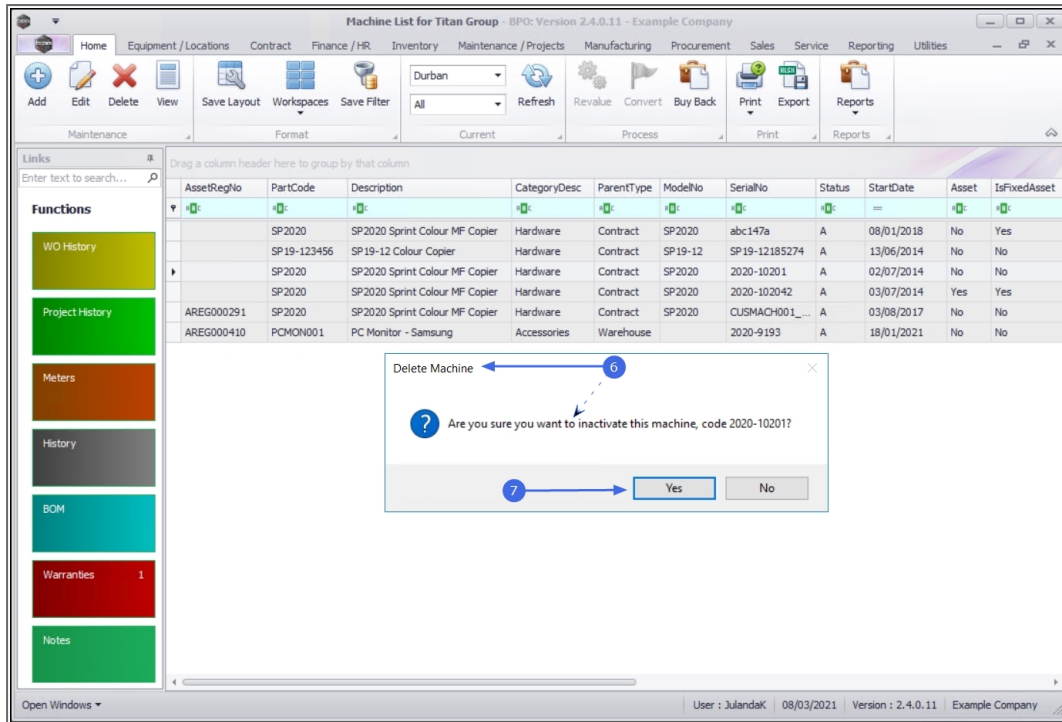 Machine List for Titan Group - BPO: Version 2.4.0.11 - Example Company
Home Equipment / Locations Contract Finance / HR Inventory Maintenance / Projects Manufacturing Procurement Sales Service Reporting Utilities
Durban
All
Add Edit Delete View Save Layout Workspaces Save Filter Refresh Revalue Convert Buy Back Print Export Reports
Maintenance Format Current Process Print Reports
Links
Enter text to search...
Functions
WO History
Project History
Meters
History
BOM
Warranties 1
Notes
Drag a column header here to group by that column
AssetRegNo PartCode Description CategoryDesc ParentType ModelNo SerialNo Status StartDate Asset IsFixedAsset
SP2020 SP2020 Sprint Colour MF Copier Hardware Contract SP2020 abc147a A 08/01/2018 No Yes
SP19-123456 SP19-12 Colour Copier Hardware Contract SP19-12 SP19-12185274 A 13/06/2014 No No
SP2020 SP2020 Sprint Colour MF Copier Hardware Contract SP2020 2020-10201 A 02/07/2014 No No
SP2020 SP2020 Sprint Colour MF Copier Hardware Contract SP2020 2020-102042 A 03/07/2014 Yes Yes
AREG000291 SP2020 SP2020 Sprint Colour MF Copier Hardware Contract SP2020 CUSMACH001_... A 03/08/2017 No No
AREG000410 PCMON001 PC Monitor - Samsung Accessories Warehouse 2020-9193 A 18/01/2021 No No
Delete Machine 6
Are you sure you want to inactivate this machine, code 2020-10201?
7 Yes No
Open Windows User : JulandaK 08/03/2021 Version : 2.4.0.11 Example Company